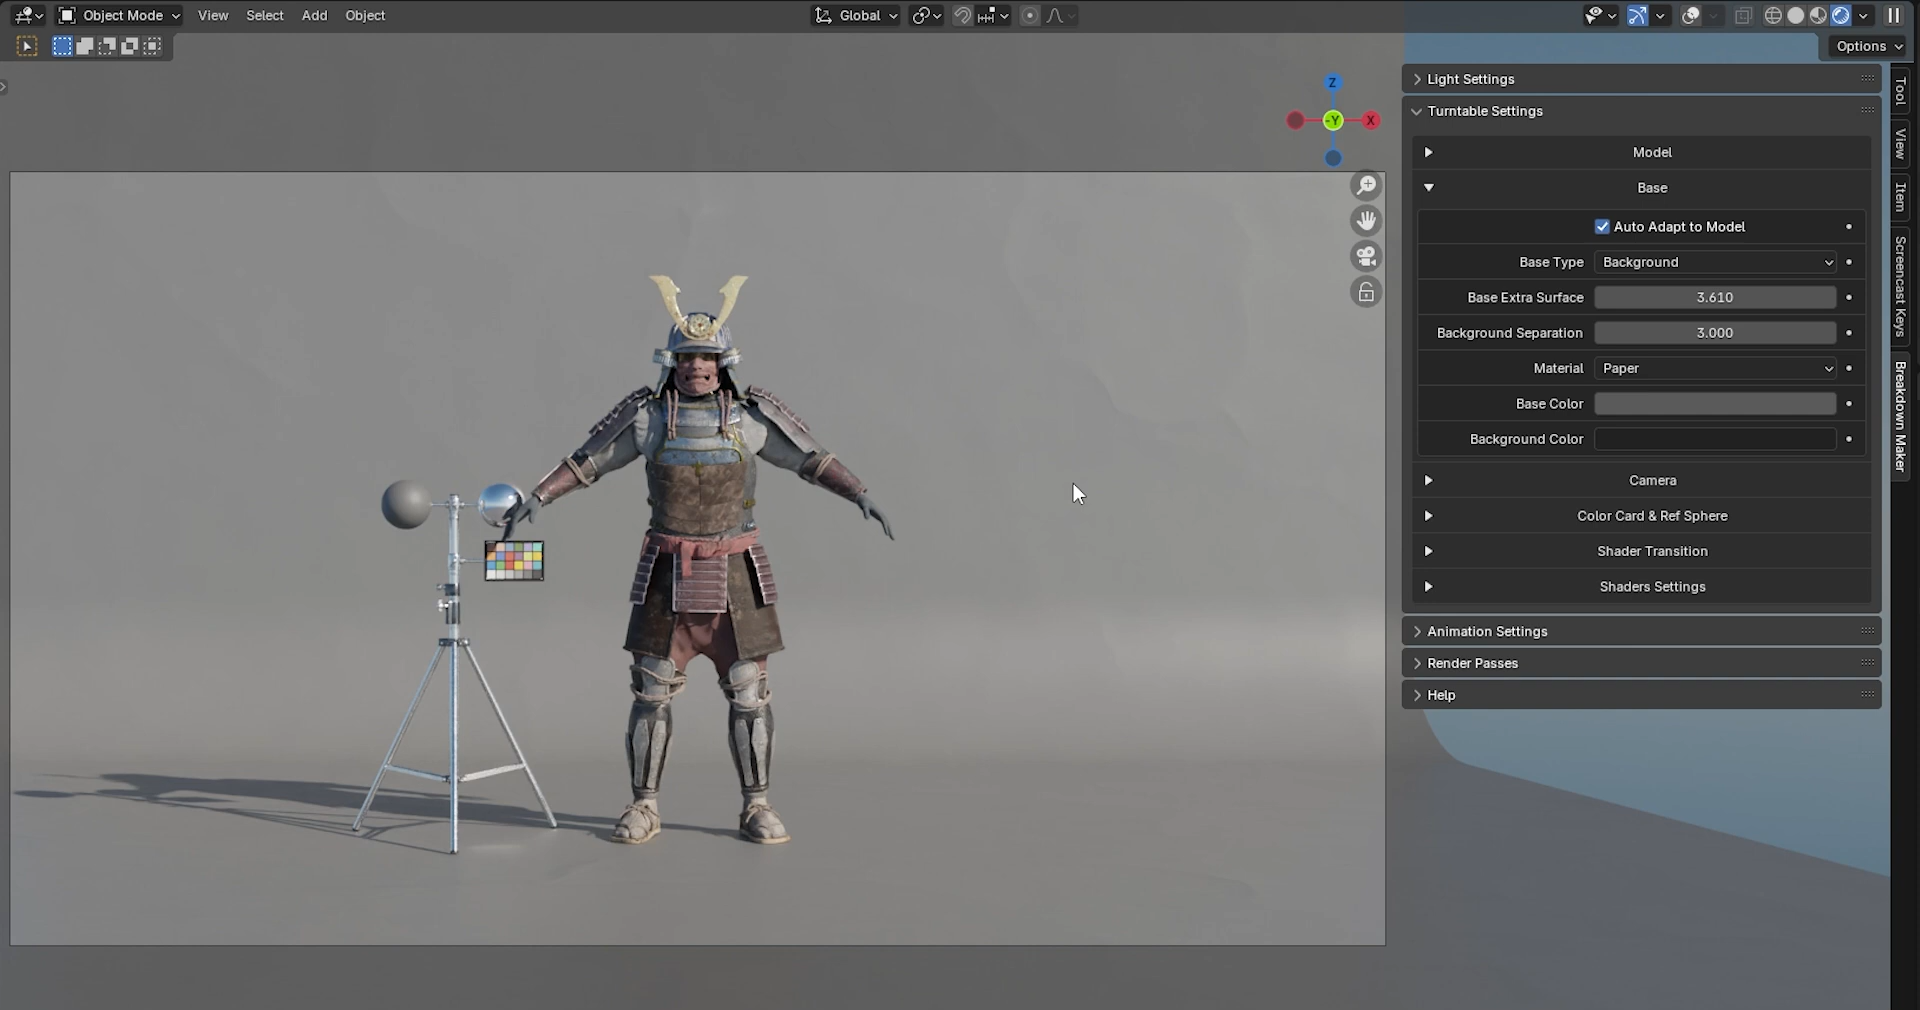 Object Mode View Select Add Object Global
Options
Z
-Y X
Light Settings
Turntable Settings
Model
Base
Auto Adapt to Model
Base Type Background
Base Extra Surface 3.610
Background Separation 3.000
Material Paper
Base Color
Background Color
Camera
Color Card & Ref Sphere
Shader Transition
Shaders Settings
Animation Settings
Render Passes
Help
Tool
View
Item
Screencast Keys
Breakdown Maker